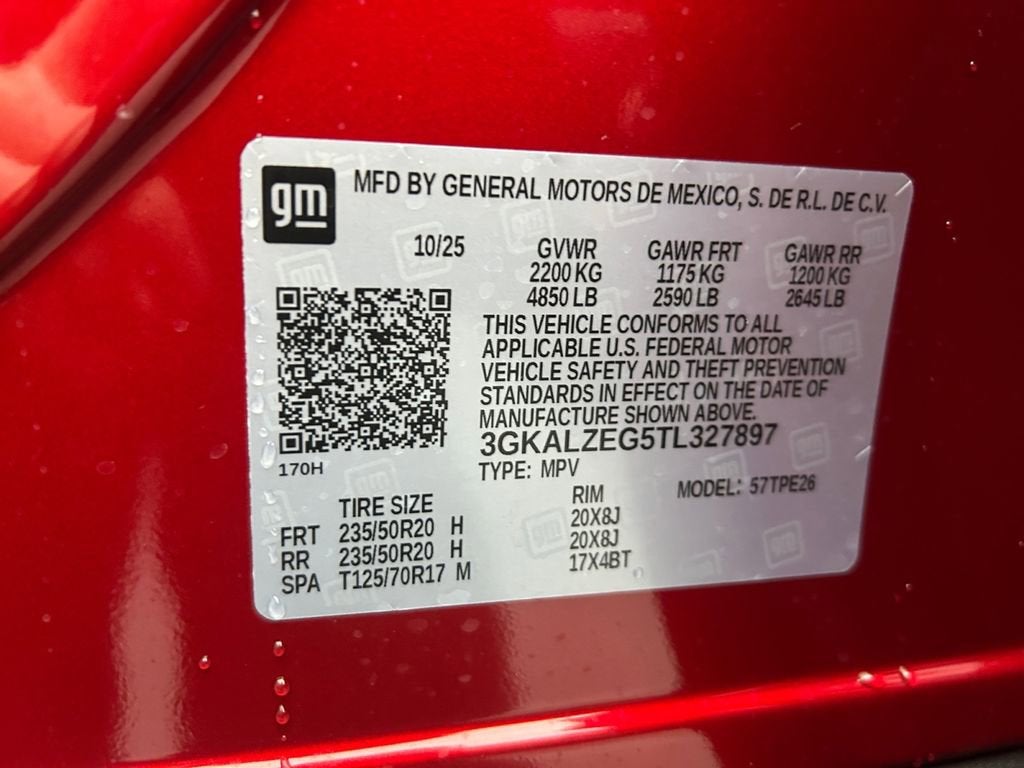 gm MFD BY GENERAL MOTORS DE MEXICO, S. DE R.L. DE C.V.
10/25 GVWR GAWR FRT GAWR RR
2200 KG 1175 KG 1200 KG
4850 LB 2590 LB 2645 LB
THIS VEHICLE CONFORMS TO ALL
APPLICABLE U.S. FEDERAL MOTOR
VEHICLE SAFETY AND THEFT PREVENTION
STANDARDS IN EFFECT ON THE DATE OF
MANUFACTURE SHOWN ABOVE.
3GKALZEG5TL327897
170H
TYPE: MPV MODEL: 57TPE26
TIRE SIZE RIM
FRT 235/50R20 H 20X8J
RR 235/50R20 H 20X8J
SPA T125/70R17 M 17X4BT